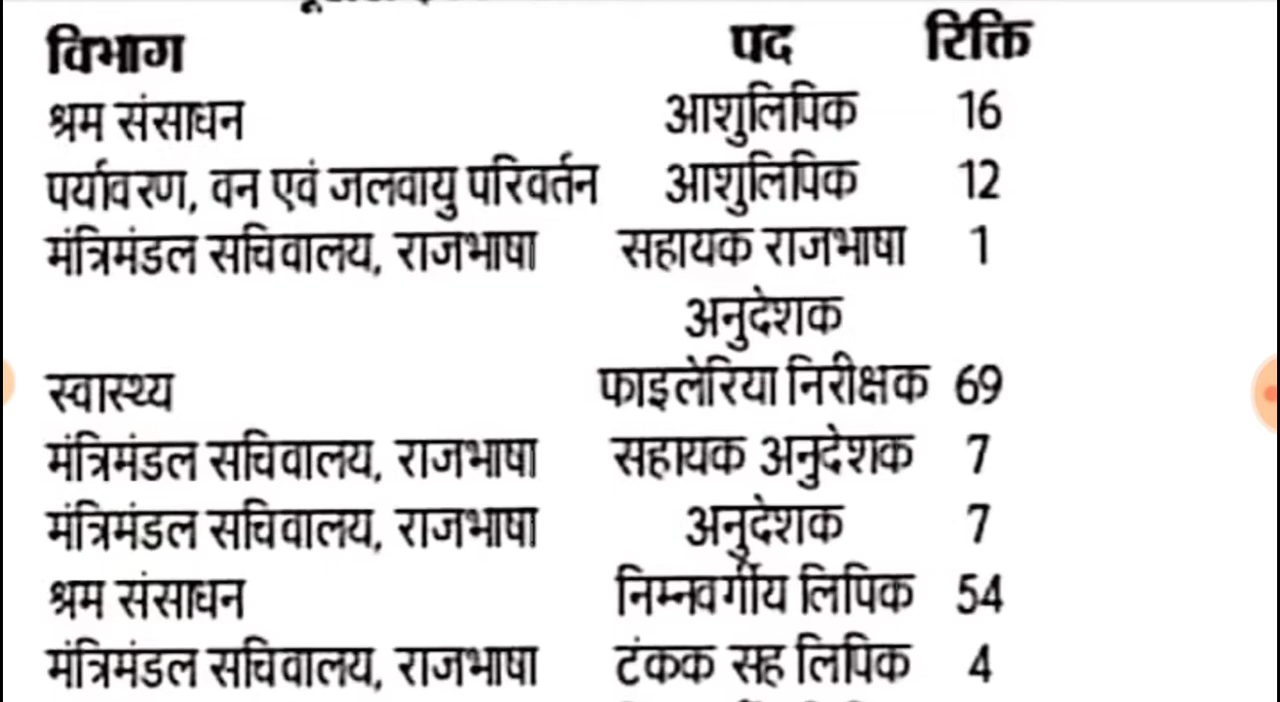 विभाग पद रिक्ति
श्रम संसाधन आशुलिपिक 16
पर्यावरण, वन एवं जलवायु परिवर्तन आशुलिपिक 12
मंत्रिमंडल सचिवालय, राजभाषा सहायक राजभाषा 1
अनुदेशक
स्वास्थ्य फाइलेरिया निरीक्षक 69
मंत्रिमंडल सचिवालय, राजभाषा सहायक अनुदेशक 7
मंत्रिमंडल सचिवालय, राजभाषा अनुदेशक 7
श्रम संसाधन निम्नवर्गीय लिपिक 54
मंत्रिमंडल सचिवालय, राजभाषा टंकक सह लिपिक 4